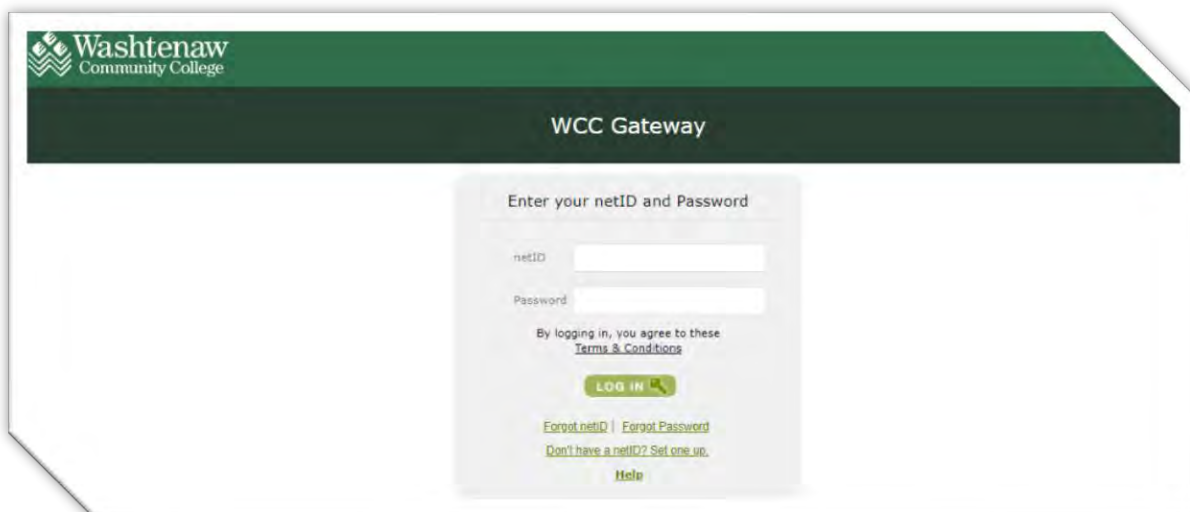 Washtenaw
Community College
WCC Gateway
Enter your netID and Password
netID
Password
By logging in, you agree to these
Terms & Conditions
LOG IN
Forgot netID | Forgot Password
Don't have a netID? Set one up.
Help